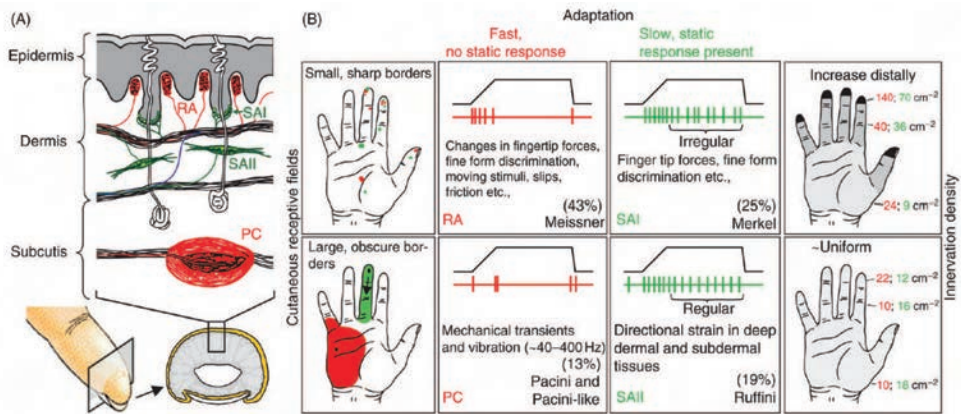 (A)
Epidermis
RA
SAI
Dermis
SAII
PC
Subcutis
(B)
Adaptation
Fast,
no static response
Slow, static
response present
Cutaneous receptive fields
Small, sharp borders
Changes in fingertip forces,
fine form discrimination,
moving stimuli, slips,
friction etc.,
(43%)
RA Meissner
Irregular
Finger tip forces, fine form
discrimination etc.,
(25%)
SAI Merkel
Increase distally
140; 70 cm-2
40; 36 cm-2
24; 9 cm-2
Innervation density
Large, obscure bor-
ders
Mechanical transients
and vibration (~40–400 Hz)
(13%)
Pacini and
PC Pacini-like
Regular
Directional strain in deep
dermal and subdermal
tissues
(19%)
SAII Ruffini
~Uniform
22; 12 cm-2
10; 16 cm-2
10; 18 cm-2